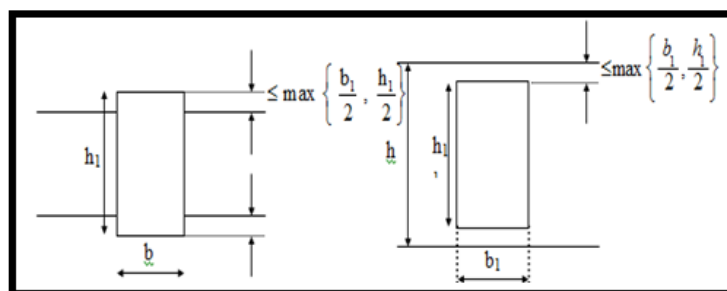 ≤ max { b₁/2 , h₁/2 }
h₁
b
≤max { b₁/2 , h₁/2 }
h
h₁
,
b₁